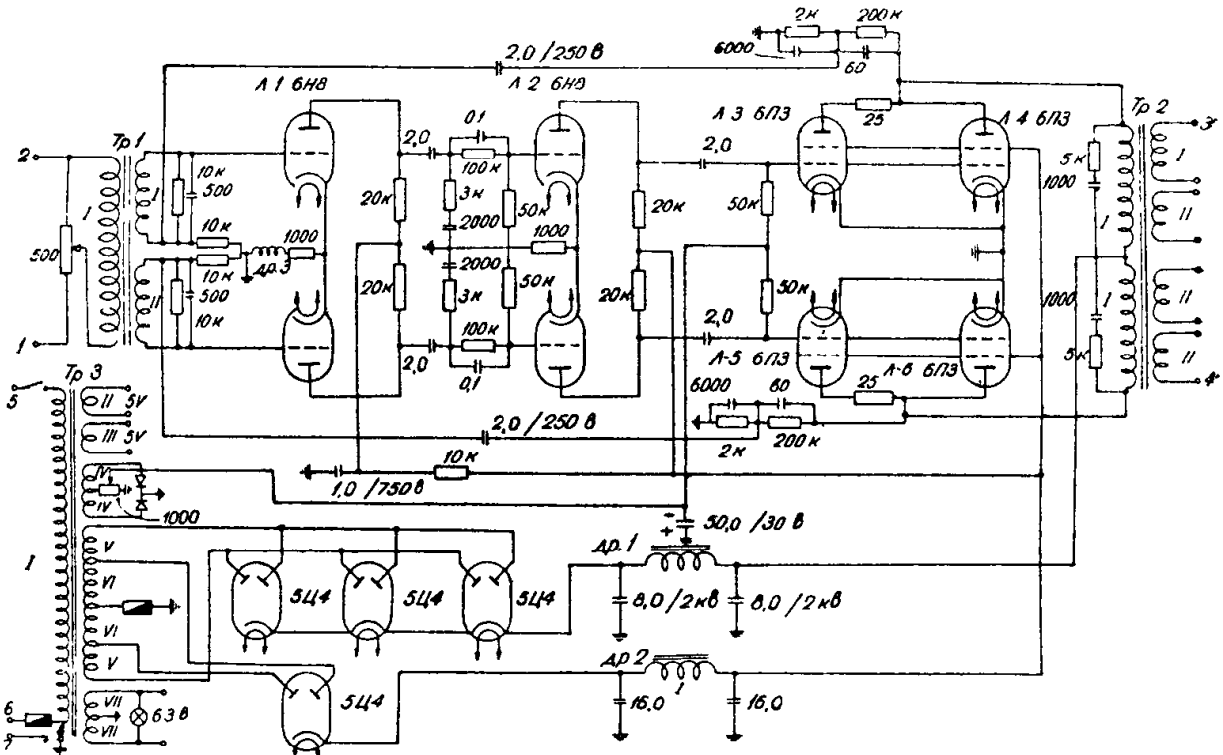 2к 200к
6000 60
2,0 /250 В
Л 1 6Н8
Л 2 6Н8
Л 3 6П3
Л 4 6П3
Тр 2
25
Тр 1
2
I
I
10к
500
10к
500
10к
500
10к
II
1
др. 3
1000
20к
20к
2,0
2,0
0,1
100к
3к
2000
2000
3к
100к
0,1
50к
50к
1000
20к
20к
2,0
2,0
50к
50к
5к
1000
1000
5к
I
I
3
I
II
II
II
4
Л-5 6П3
Л-6 6П3
25
6000 60
2к 200к
2,0 /250 В
Тр 3
5
II 5V
III 5V
IV
IV
1000
10к
1,0 /750 В
- +
50,0 /30 В
I
V
VI
VI
V
5Ц4
5Ц4
5Ц4
5Ц4
др. 1
8,0 /2кВ
8,0 /2кВ
др 2
I
16,0
16,0
6
7
VII
VII
6.3 В